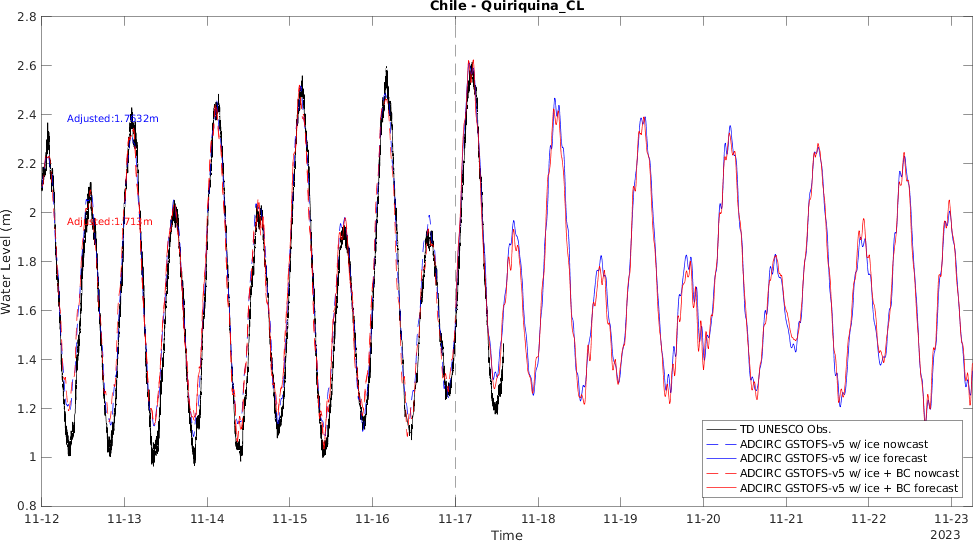 Chile - Quiriquina_CL
2.8
2.6
2.4
2.2
2
1.8
1.6
1.4
1.2
1
0.8
Water Level (m)
Adjusted:1.7632m
Adjusted:1.713m
TD UNESCO Obs.
ADCIRC GSTOFS-v5 w/ ice nowcast
ADCIRC GSTOFS-v5 w/ ice forecast
ADCIRC GSTOFS-v5 w/ ice + BC nowcast
ADCIRC GSTOFS-v5 w/ ice + BC forecast
11-12
11-13
11-14
11-15
11-16
11-17
11-18
11-19
11-20
11-21
11-22
11-23
Time
2023